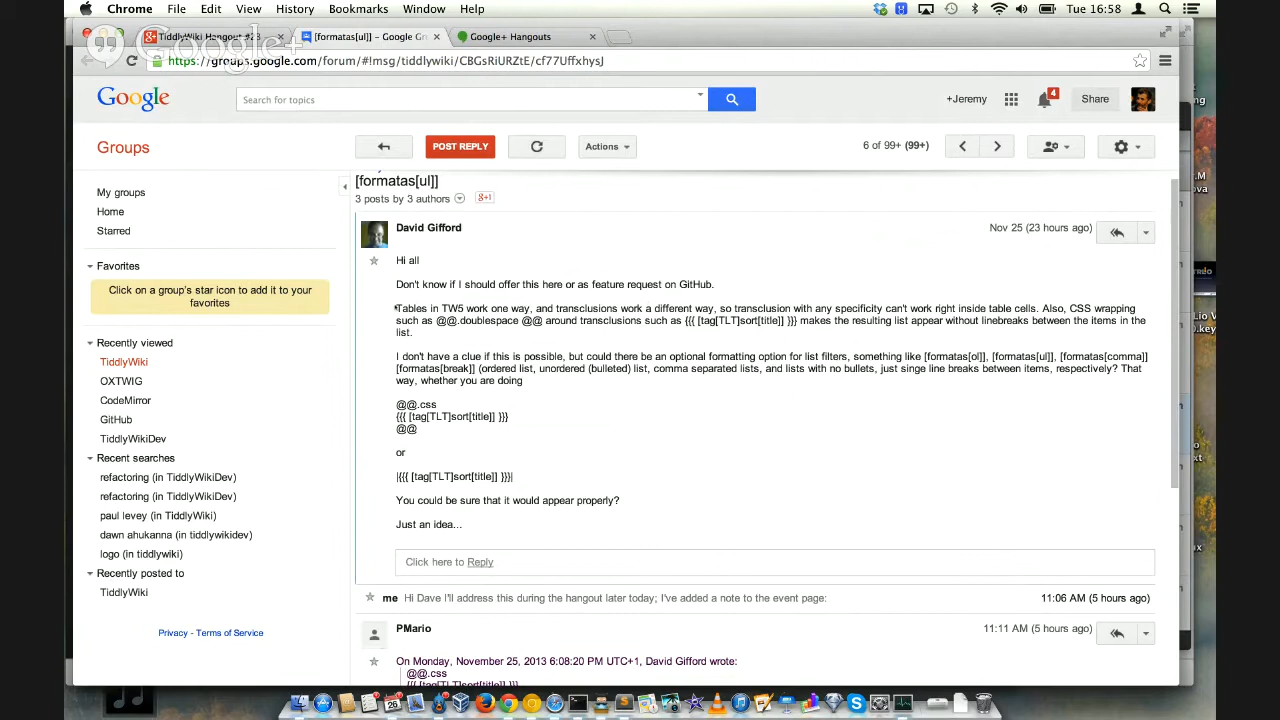 Chrome File Edit View History Bookmarks Window Help
Tue 16:58
TiddlyWiki Hangout #23
[formatas[ul]] – Google Gr
Google+ Hangouts
Google+
https://groups.google.com/forum/#!msg/tiddlywiki/CBGsRiURZtE/cf77UffxhysJ
Google
Search for topics
+Jeremy
4
Share
Groups
POST REPLY
Actions
6 of 99+ (99+)
My groups
Home
Starred
Favorites
Click on a group's star icon to add it to your
favorites
Recently viewed
TiddlyWiki
OXTWIG
CodeMirror
GitHub
TiddlyWikiDev
Recent searches
refactoring (in TiddlyWikiDev)
refactoring (in TiddlyWikiDev)
paul levey (in TiddlyWiki)
dawn ahukanna (in tiddlywikidev)
logo (in tiddlywiki)
Recently posted to
TiddlyWiki
Privacy - Terms of Service
[formatas[ul]]
3 posts by 3 authors
g+1
David Gifford
Nov 25 (23 hours ago)
Hi all
Don't know if I should offer this here or as feature request on GitHub.
Tables in TW5 work one way, and transclusions work a different way, so transclusion with any specificity can't work right inside table cells. Also, CSS wrapping
such as @@.doublespace @@ around transclusions such as {{{ [tag[TLT]sort[title]] }}} makes the resulting list appear without linebreaks between the items in the
list.
I don't have a clue if this is possible, but could there be an optional formatting option for list filters, something like [formatas[ol]], [formatas[ul]], [formatas[comma]]
[formatas[break]] (ordered list, unordered (bulleted) list, comma separated lists, and lists with no bullets, just singe line breaks between items, respectively? That
way, whether you are doing
@@.css
{{{ [tag[TLT]sort[title]] }}}
@@
or
|{{{ [tag[TLT]sort[title]] }}}|
You could be sure that it would appear properly?
Just an idea...
Click here to Reply
me Hi Dave I'll address this during the hangout later today; I've added a note to the event page:
11:06 AM (5 hours ago)
PMario
11:11 AM (5 hours ago)
On Monday, November 25, 2013 6:08:20 PM UTC+1, David Gifford wrote:
@@.css
{{{ [tag[TLT]sort[title]] }}}